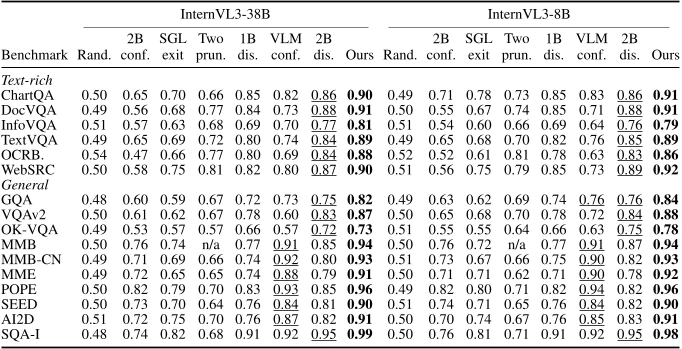 InternVL3-38B InternVL3-8B
2B SGL Two 1B VLM 2B 2B SGL Two 1B VLM 2B
Benchmark Rand. conf. exit prun. dis. conf. dis. Ours Rand. conf. exit prun. dis. conf. dis. Ours
Text-rich
ChartQA 0.50 0.65 0.70 0.66 0.85 0.82 0.86 0.90 0.49 0.71 0.78 0.73 0.85 0.83 0.86 0.91
DocVQA 0.49 0.56 0.68 0.77 0.84 0.73 0.88 0.91 0.50 0.55 0.67 0.74 0.85 0.71 0.88 0.91
InfoVQA 0.51 0.57 0.63 0.68 0.69 0.70 0.77 0.81 0.51 0.54 0.60 0.66 0.69 0.64 0.76 0.79
TextVQA 0.49 0.65 0.69 0.72 0.80 0.74 0.84 0.89 0.49 0.65 0.68 0.70 0.82 0.76 0.85 0.89
OCRB. 0.54 0.47 0.66 0.77 0.80 0.69 0.84 0.88 0.52 0.52 0.61 0.81 0.78 0.63 0.83 0.86
WebSRC 0.50 0.58 0.75 0.81 0.82 0.80 0.87 0.90 0.51 0.56 0.75 0.79 0.85 0.73 0.89 0.92
General
GQA 0.48 0.60 0.59 0.67 0.72 0.73 0.75 0.82 0.49 0.63 0.62 0.69 0.74 0.76 0.76 0.84
VQAv2 0.50 0.61 0.62 0.67 0.78 0.60 0.83 0.87 0.50 0.65 0.68 0.70 0.78 0.72 0.84 0.88
OK-VQA 0.49 0.53 0.57 0.57 0.66 0.57 0.72 0.73 0.51 0.55 0.55 0.64 0.66 0.63 0.75 0.78
MMB 0.50 0.76 0.74 n/a 0.77 0.91 0.85 0.94 0.50 0.76 0.72 n/a 0.77 0.91 0.87 0.94
MMB-CN 0.49 0.71 0.69 0.66 0.74 0.92 0.80 0.93 0.51 0.73 0.67 0.66 0.75 0.90 0.82 0.93
MME 0.49 0.72 0.65 0.65 0.74 0.88 0.79 0.91 0.50 0.71 0.71 0.62 0.71 0.90 0.78 0.92
POPE 0.50 0.82 0.79 0.70 0.83 0.93 0.85 0.96 0.49 0.82 0.80 0.71 0.82 0.94 0.82 0.96
SEED 0.50 0.73 0.70 0.64 0.76 0.84 0.81 0.90 0.51 0.74 0.71 0.65 0.76 0.84 0.82 0.90
AI2D 0.51 0.72 0.75 0.70 0.76 0.87 0.82 0.91 0.50 0.70 0.74 0.67 0.76 0.85 0.83 0.91
SQA-I 0.48 0.74 0.82 0.68 0.91 0.92 0.95 0.99 0.50 0.76 0.81 0.71 0.91 0.92 0.95 0.98